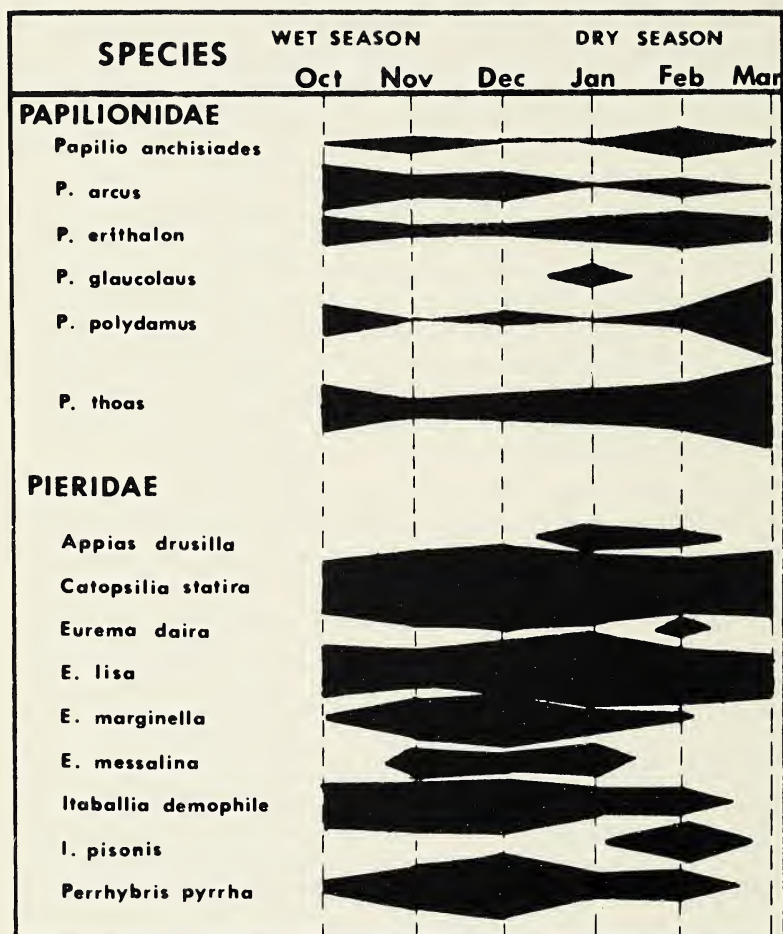 SPECIES WET SEASON DRY SEASON
Oct Nov Dec Jan Feb Mar
PAPILIONIDAE
Papilio anchisiades
P. arcus
P. erithalon
P. glaucolaus
P. polydamus
P. thoas
PIERIDAE
Appias drusilla
Catopsilia statira
Eurema daira
E. lisa
E. marginella
E. messalina
Itaballia demophile
I. pisonis
Perrhybris pyrrha